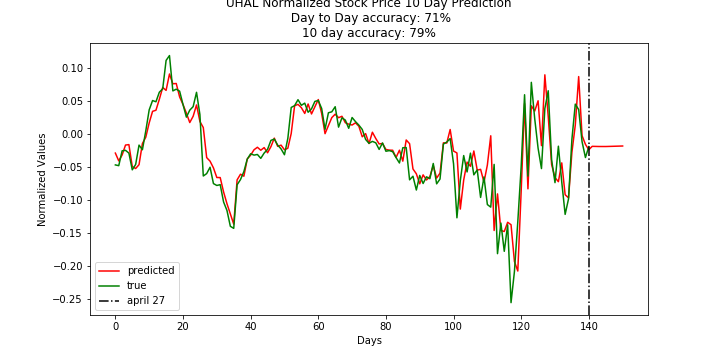 UHAL Normalized Stock Price 10 Day Prediction
Day to Day accuracy: 71%
10 day accuracy: 79%
Normalized Values
0.10
0.05
0.00
−0.05
−0.10
−0.15
−0.20
−0.25
predicted
true
april 27
0
20
40
60
80
100
120
140
Days